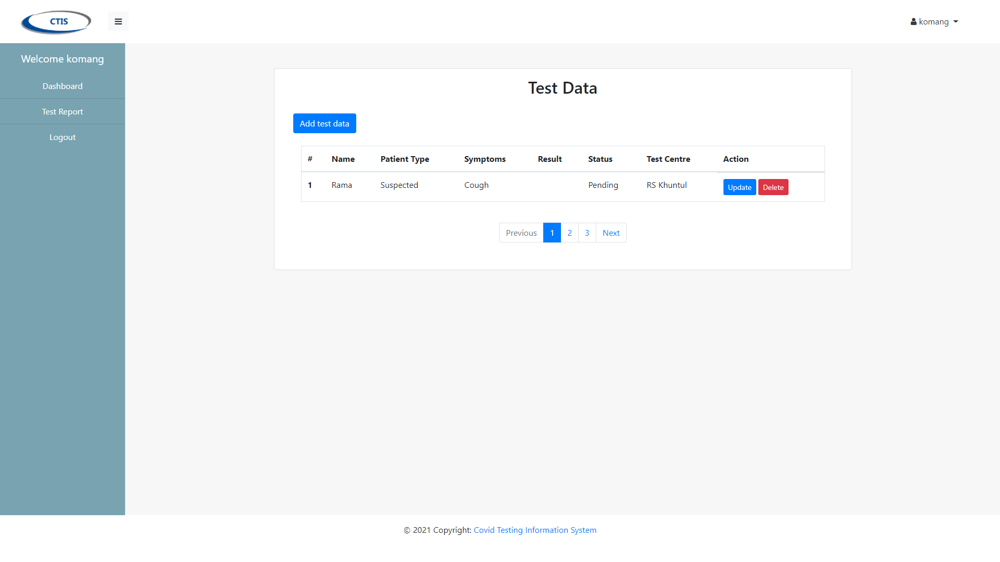 CTIS
komang
Welcome komang
Dashboard
Test Report
Logout
Test Data
Add test data
# Name Patient Type Symptoms Result Status Test Centre Action
1 Rama Suspected Cough Pending RS Khuntul Update Delete
Previous 1 2 3 Next
© 2021 Copyright: Covid Testing Information System